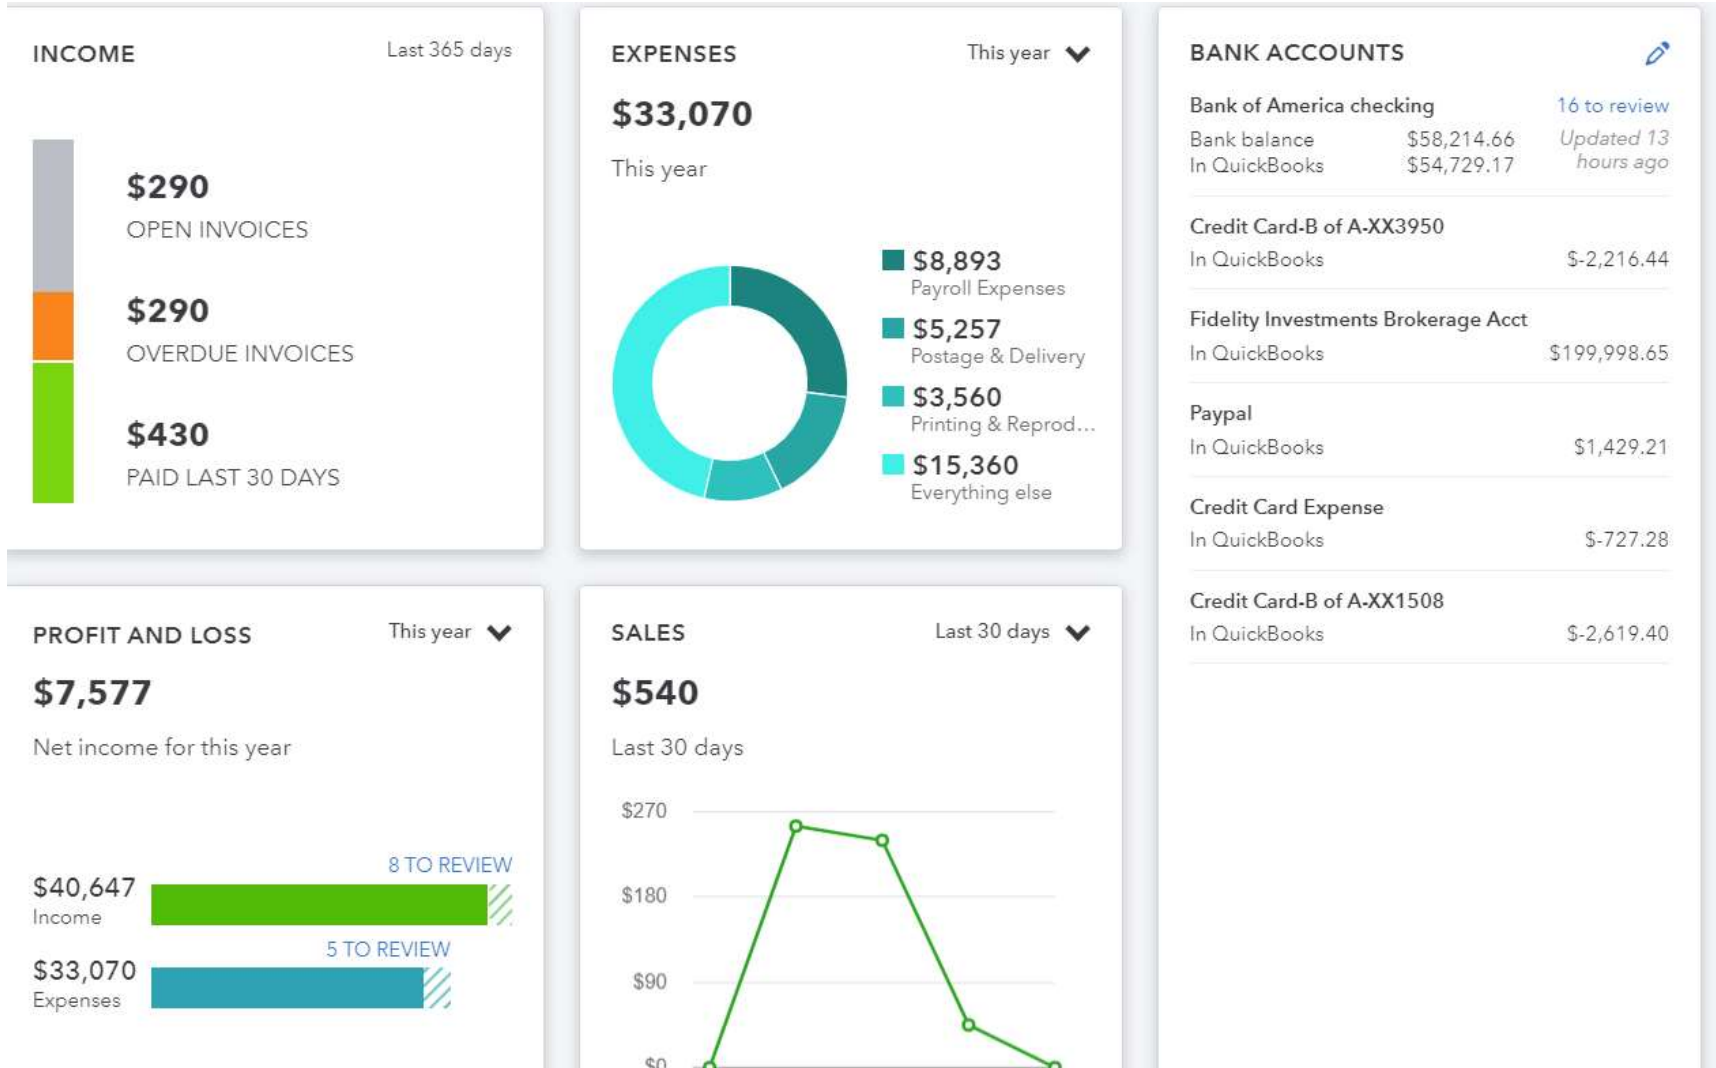 INCOME
Last 365 days
$290
OPEN INVOICES
$290
OVERDUE INVOICES
$430
PAID LAST 30 DAYS
EXPENSES
This year
$33,070
This year
$8,893
Payroll Expenses
$5,257
Postage & Delivery
$3,560
Printing & Reprod...
$15,360
Everything else
BANK ACCOUNTS
Bank of America checking
16 to review
Bank balance $58,214.66
In QuickBooks $54,729.17
Updated 13
hours ago
Credit Card-B of A-XX3950
In QuickBooks $-2,216.44
Fidelity Investments Brokerage Acct
In QuickBooks $199,998.65
Paypal
In QuickBooks $1,429.21
Credit Card Expense
In QuickBooks $-727.28
Credit Card-B of A-XX1508
In QuickBooks $-2,619.40
PROFIT AND LOSS
This year
$7,577
Net income for this year
8 TO REVIEW
$40,647
Income
5 TO REVIEW
$33,070
Expenses
SALES
Last 30 days
$540
Last 30 days
$270
$180
$90
$0